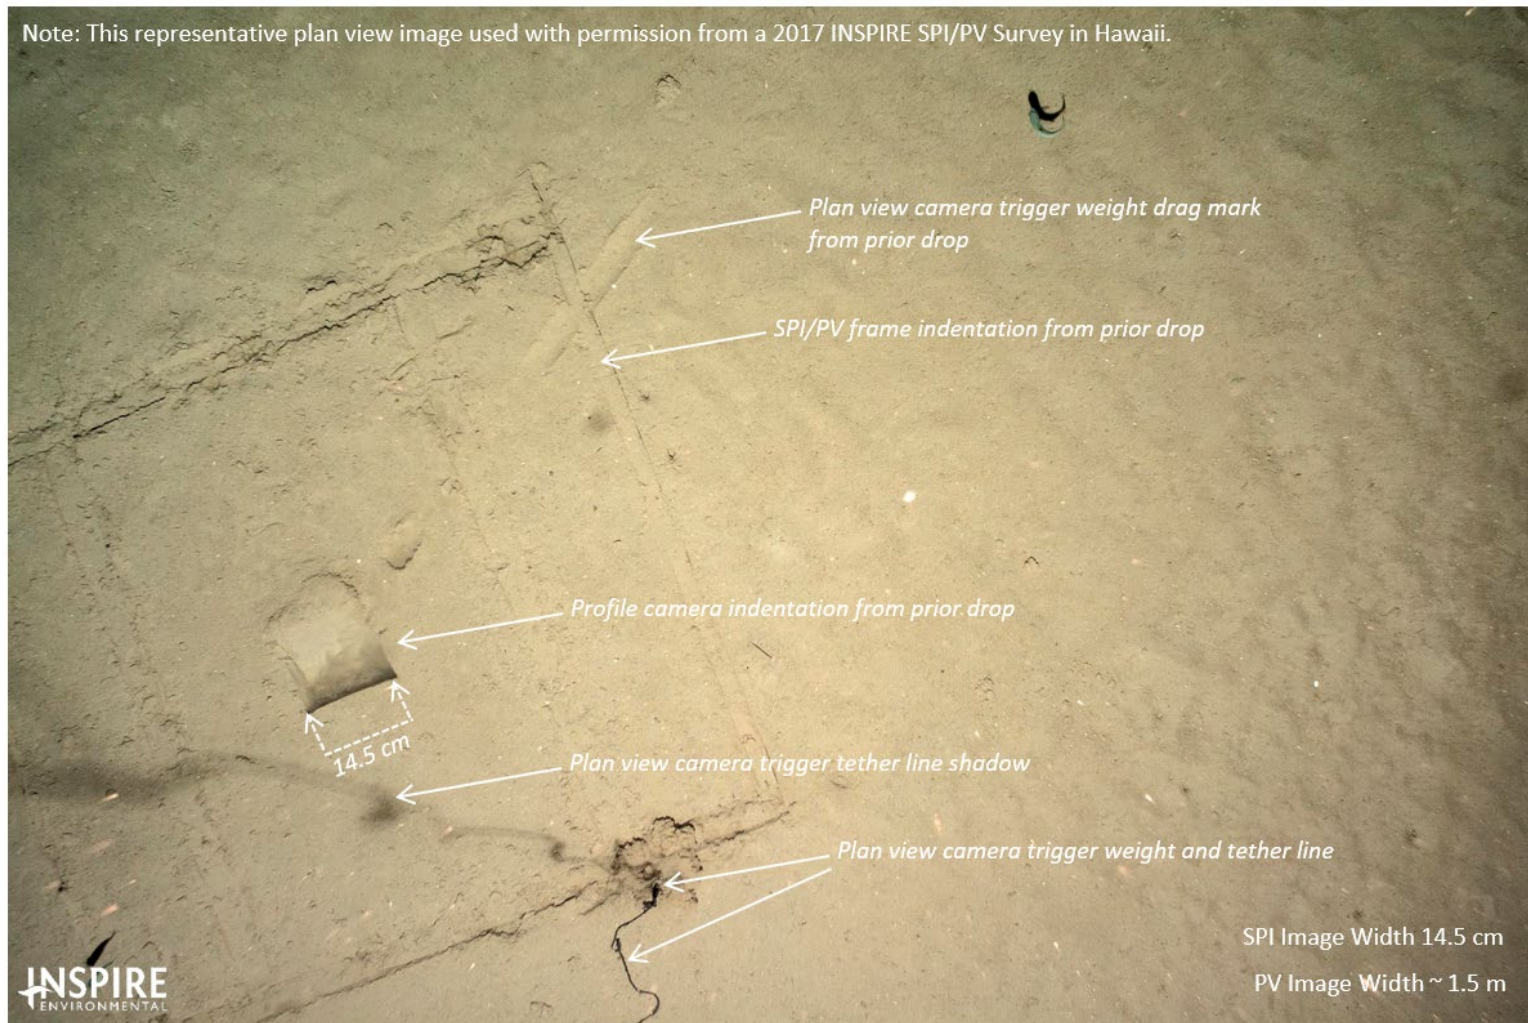 Note: This representative plan view image used with permission from a 2017 INSPIRE SPI/PV Survey in Hawaii.
Plan view camera trigger weight drag mark
from prior drop
SPI/PV frame indentation from prior drop
Profile camera indentation from prior drop
14.5 cm
Plan view camera trigger tether line shadow
Plan view camera trigger weight and tether line
SPI Image Width 14.5 cm
PV Image Width ~ 1.5 m
INSPIRE
ENVIRONMENTAL